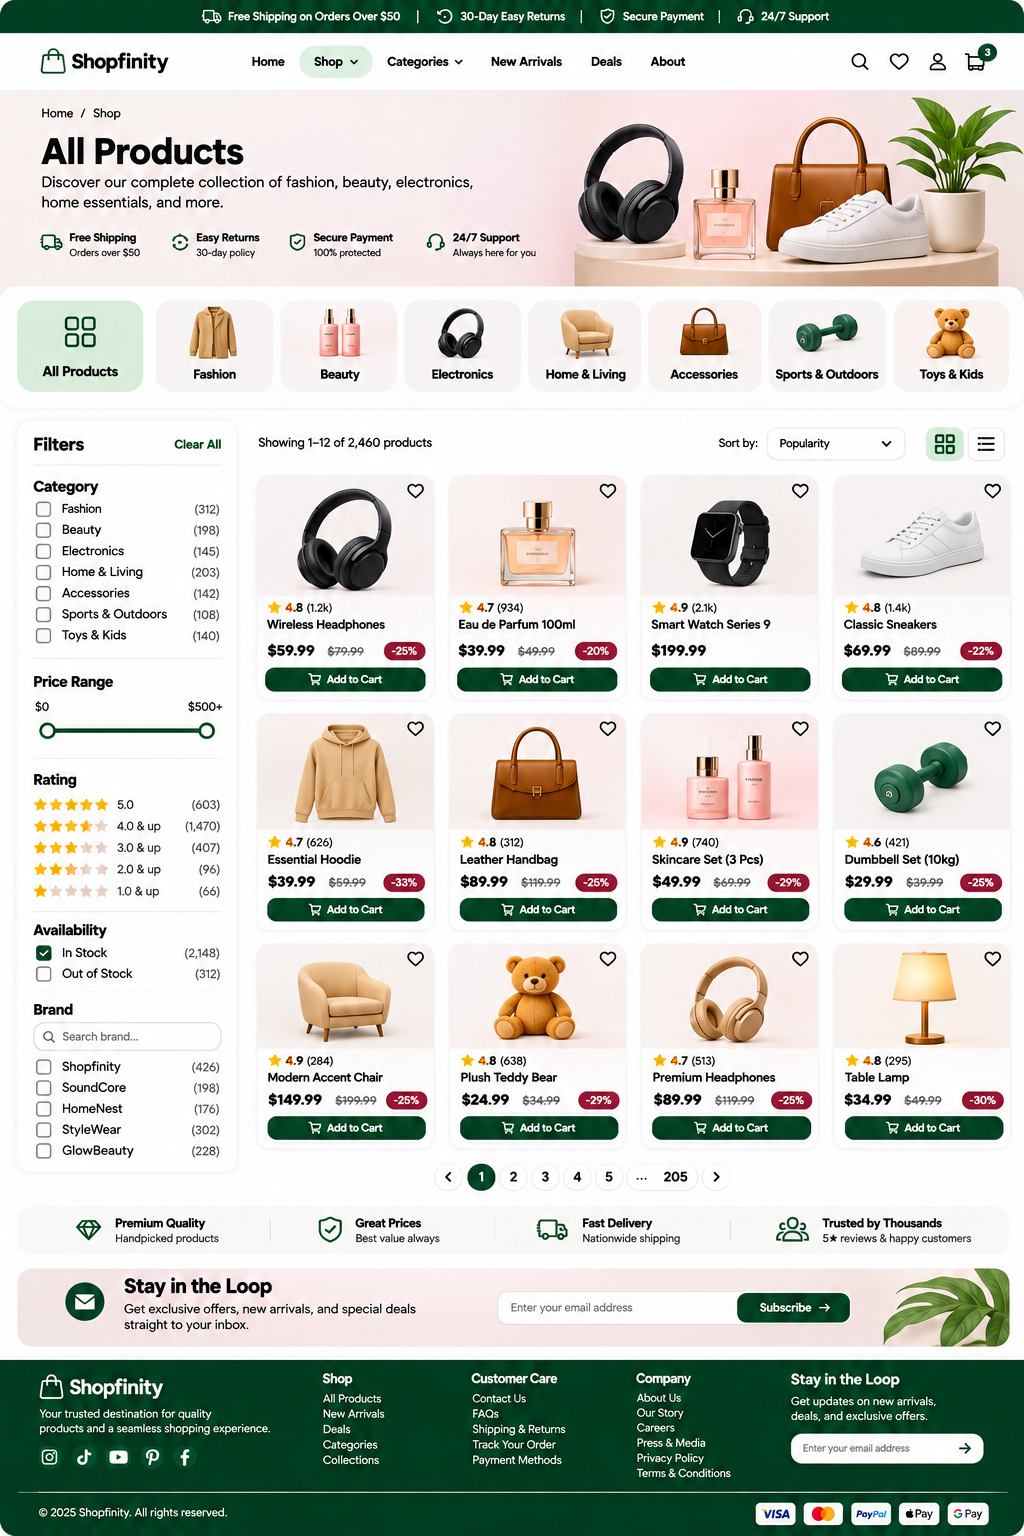 Free Shipping on Orders Over $50 | 30-Day Easy Returns | Secure Payment | 24/7 Support
Shopfinity
Home Shop Categories New Arrivals Deals About
3
Home / Shop
All Products
Discover our complete collection of fashion, beauty, electronics,
home essentials, and more.
Free Shipping
Orders over $50
Easy Returns
30-day policy
Secure Payment
100% protected
24/7 Support
Always here for you
All Products
Fashion
Beauty
Electronics
Home & Living
Accessories
Sports & Outdoors
Toys & Kids
Filters Clear All
Category
Fashion (312)
Beauty (198)
Electronics (145)
Home & Living (203)
Accessories (142)
Sports & Outdoors (108)
Toys & Kids (140)
Price Range
$0 $500+
Rating
5.0 (603)
4.0 & up (1,470)
3.0 & up (407)
2.0 & up (96)
1.0 & up (66)
Availability
In Stock (2,148)
Out of Stock (312)
Brand
Search brand...
Shopfinity (426)
SoundCore (198)
HomeNest (176)
StyleWear (302)
GlowBeauty (228)
Showing 1–12 of 2,460 products
Sort by: Popularity
4.8 (1.2k)
Wireless Headphones
$59.99 $79.99 -25%
Add to Cart
4.7 (934)
Eau de Parfum 100ml
$39.99 $49.99 -20%
Add to Cart
4.9 (2.1k)
Smart Watch Series 9
$199.99
Add to Cart
4.8 (1.4k)
Classic Sneakers
$69.99 $89.99 -22%
Add to Cart
4.7 (626)
Essential Hoodie
$39.99 $59.99 -33%
Add to Cart
4.8 (312)
Leather Handbag
$89.99 $119.99 -25%
Add to Cart
4.9 (740)
Skincare Set (3 Pcs)
$49.99 $69.99 -29%
Add to Cart
4.6 (421)
Dumbbell Set (10kg)
$29.99 $39.99 -25%
Add to Cart
4.9 (284)
Modern Accent Chair
$149.99 $199.99 -25%
Add to Cart
4.8 (638)
Plush Teddy Bear
$24.99 $34.99 -29%
Add to Cart
4.7 (513)
Premium Headphones
$89.99 $119.99 -25%
Add to Cart
4.8 (295)
Table Lamp
$34.99 $49.99 -30%
Add to Cart
1 2 3 4 5 ... 205
Premium Quality
Handpicked products
Great Prices
Best value always
Fast Delivery
Nationwide shipping
Trusted by Thousands
5★ reviews & happy customers
Stay in the Loop
Get exclusive offers, new arrivals, and special deals
straight to your inbox.
Enter your email address
Subscribe →
Shopfinity
Your trusted destination for quality
products and a seamless shopping experience.
Shop
All Products
New Arrivals
Deals
Categories
Collections
Customer Care
Contact Us
FAQs
Shipping & Returns
Track Your Order
Payment Methods
Company
About Us
Our Story
Careers
Press & Media
Privacy Policy
Terms & Conditions
Stay in the Loop
Get updates on new arrivals,
deals, and exclusive offers.
Enter your email address →
© 2025 Shopfinity. All rights reserved.
VISA PayPal Pay G Pay